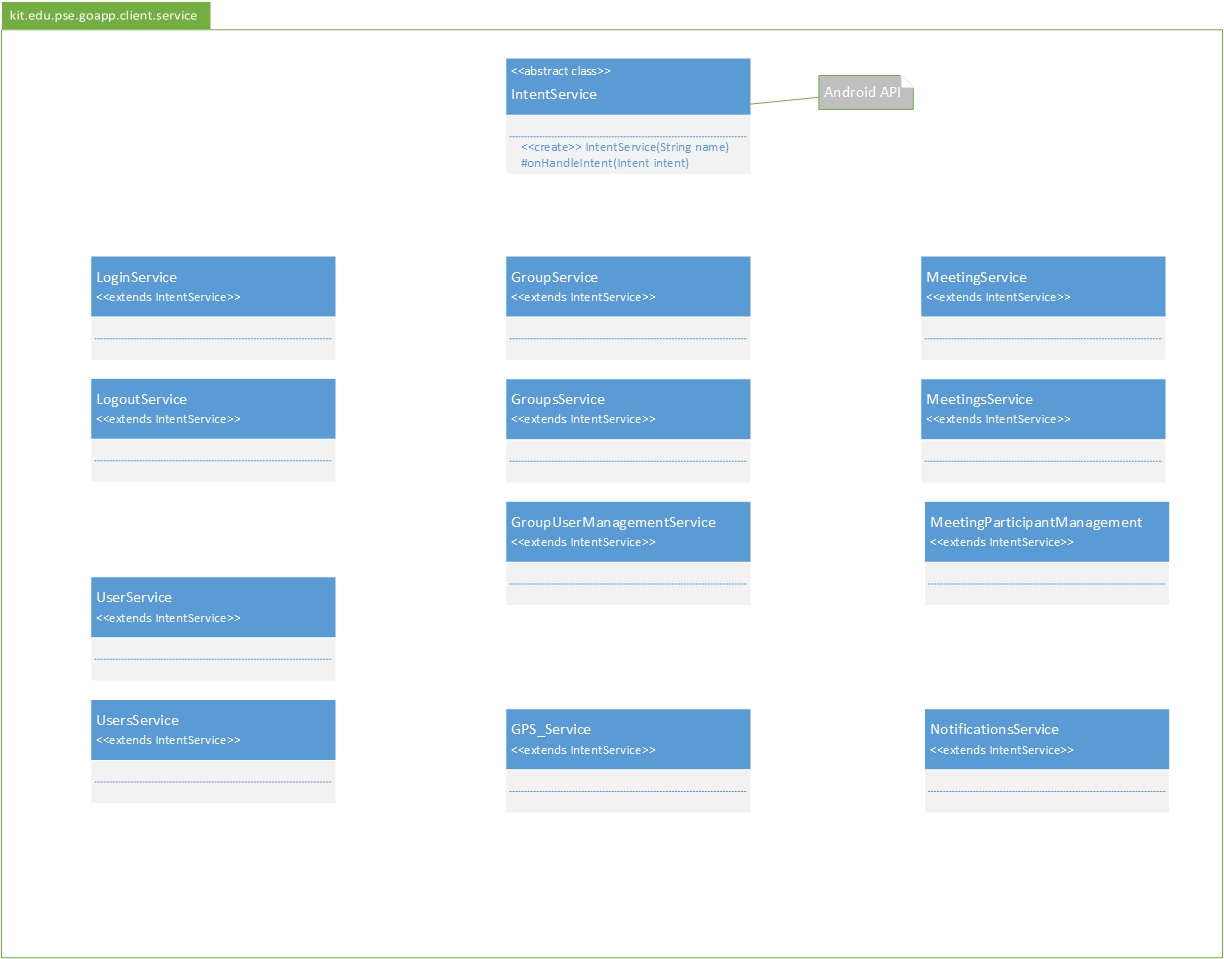 kit.edu.pse.goapp.client.service
<<abstract class>>
IntentService
Android API
<<create>> IntentService(String name)
#onHandleIntent(Intent intent)
LoginService
<<extends IntentService>>
GroupService
<<extends IntentService>>
MeetingService
<<extends IntentService>>
LogoutService
<<extends IntentService>>
GroupsService
<<extends IntentService>>
MeetingsService
<<extends IntentService>>
GroupUserManagementService
<<extends IntentService>>
MeetingParticipantManagement
<<extends IntentService>>
UserService
<<extends IntentService>>
UsersService
<<extends IntentService>>
GPS_Service
<<extends IntentService>>
NotificationsService
<<extends IntentService>>